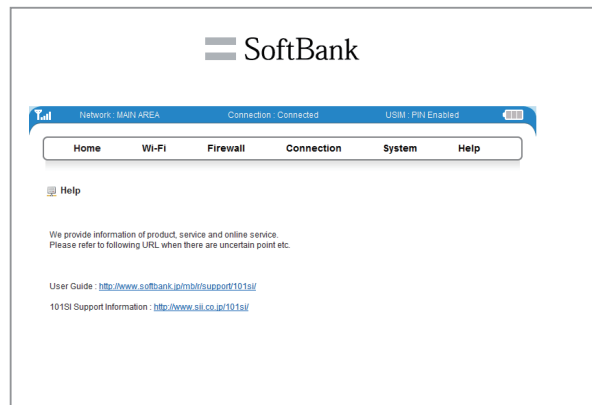 SoftBank
Network : MAIN AREA Connection : Connected USIM : PIN Enabled
Home Wi-Fi Firewall Connection System Help
Help
We provide information of product, service and online service.
Please refer to following URL when there are uncertain point etc.
User Guide : http://www.softbank.jp/mb/r/support/101si/
101SI Support Information : http://www.sii.co.jp/101si/